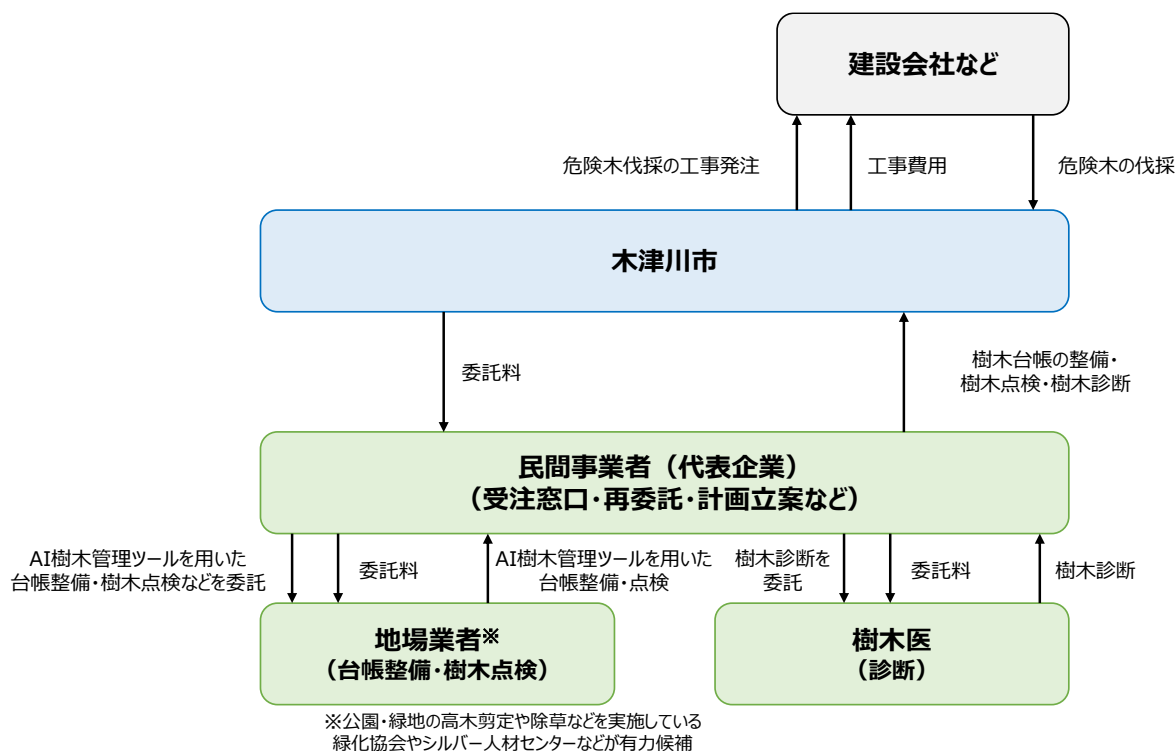 建設会社など
危険木伐採の工事発注
工事費用
危険木の伐採
木津川市
委託料
樹木台帳の整備・
樹木点検・樹木診断
民間事業者（代表企業）
（受注窓口・再委託・計画立案など）
AI樹木管理ツールを用いた
台帳整備・樹木点検などを委託
委託料
AI樹木管理ツールを用いた
台帳整備・点検
樹木診断を
委託
委託料
樹木診断
地場業者※
（台帳整備・樹木点検）
樹木医
（診断）
※公園・緑地の高木剪定や除草などを実施している
緑化協会やシルバー人材センターなどが有力候補